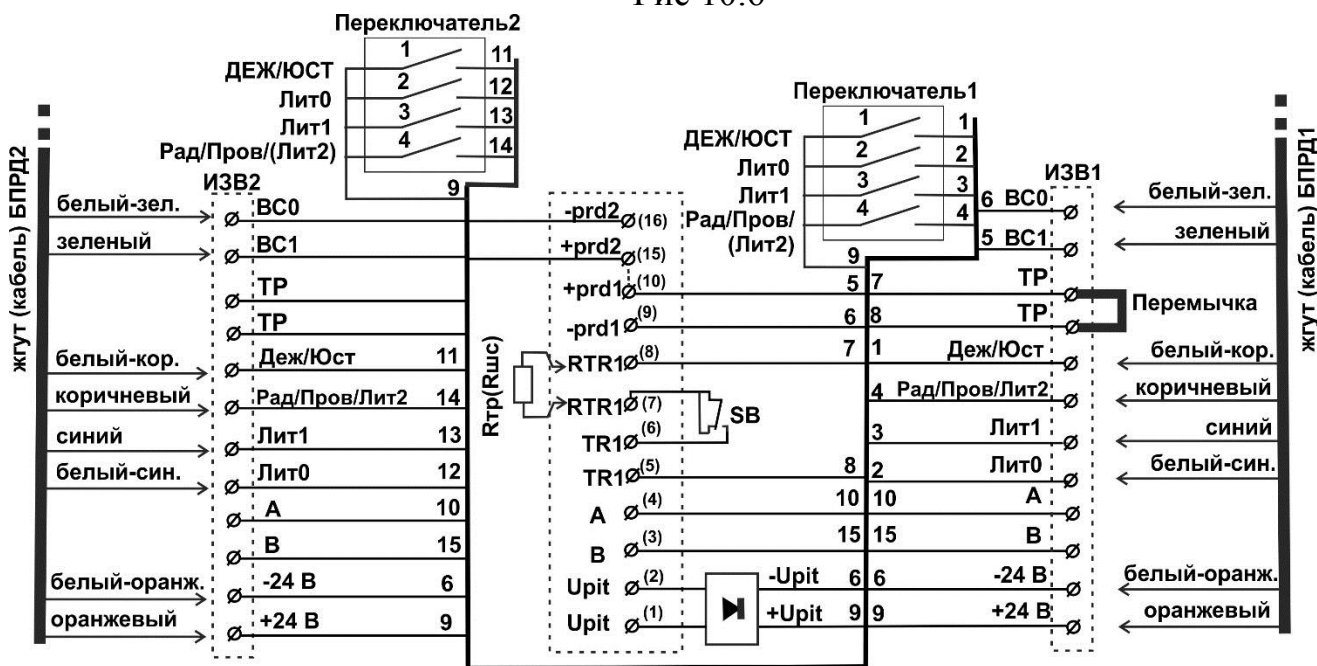 Рис 10.6
Переключатель2
1 11
ДЕЖ/ЮСТ
2 12
Лит0
3 13
Лит1
4 14
Рад/Пров/(Лит2)
9
Переключатель1
1 1
ДЕЖ/ЮСТ
2 2
Лит0
3 3
Лит1
4 4
Рад/Пров/
(Лит2)
9
жгут (кабель) БПРД2
ИЗВ2
белый-зел. ВС0
зеленый ВС1
ТР
ТР
белый-кор. Деж/Юст 11
коричневый Рад/Пров/Лит2 14
синий Лит1 13
белый-син. Лит0 12
А 10
В 15
белый-оранж. -24 В 6
оранжевый +24 В 9
Rтр(Rшс)
-prd2 (16)
+prd2 (15)
+prd1 (10) 5
-prd1 (9) 6
RTR1 (8) 7
RTR1 (7)
SB
TR1 (6)
TR1 (5) 8
А (4) 10
В (3) 15
Upit (2) -Upit 6
Upit (1) +Upit 9
ИЗВ1
6 ВС0 белый-зел.
5 ВС1 зеленый
7 ТР
Перемычка
8 ТР
1 Деж/Юст белый-кор.
4 Рад/Пров/Лит2 коричневый
3 Лит1 синий
2 Лит0 белый-син.
10 А
15 В
6 -24 В белый-оранж.
9 +24 В оранжевый
жгут (кабель) БПРД1